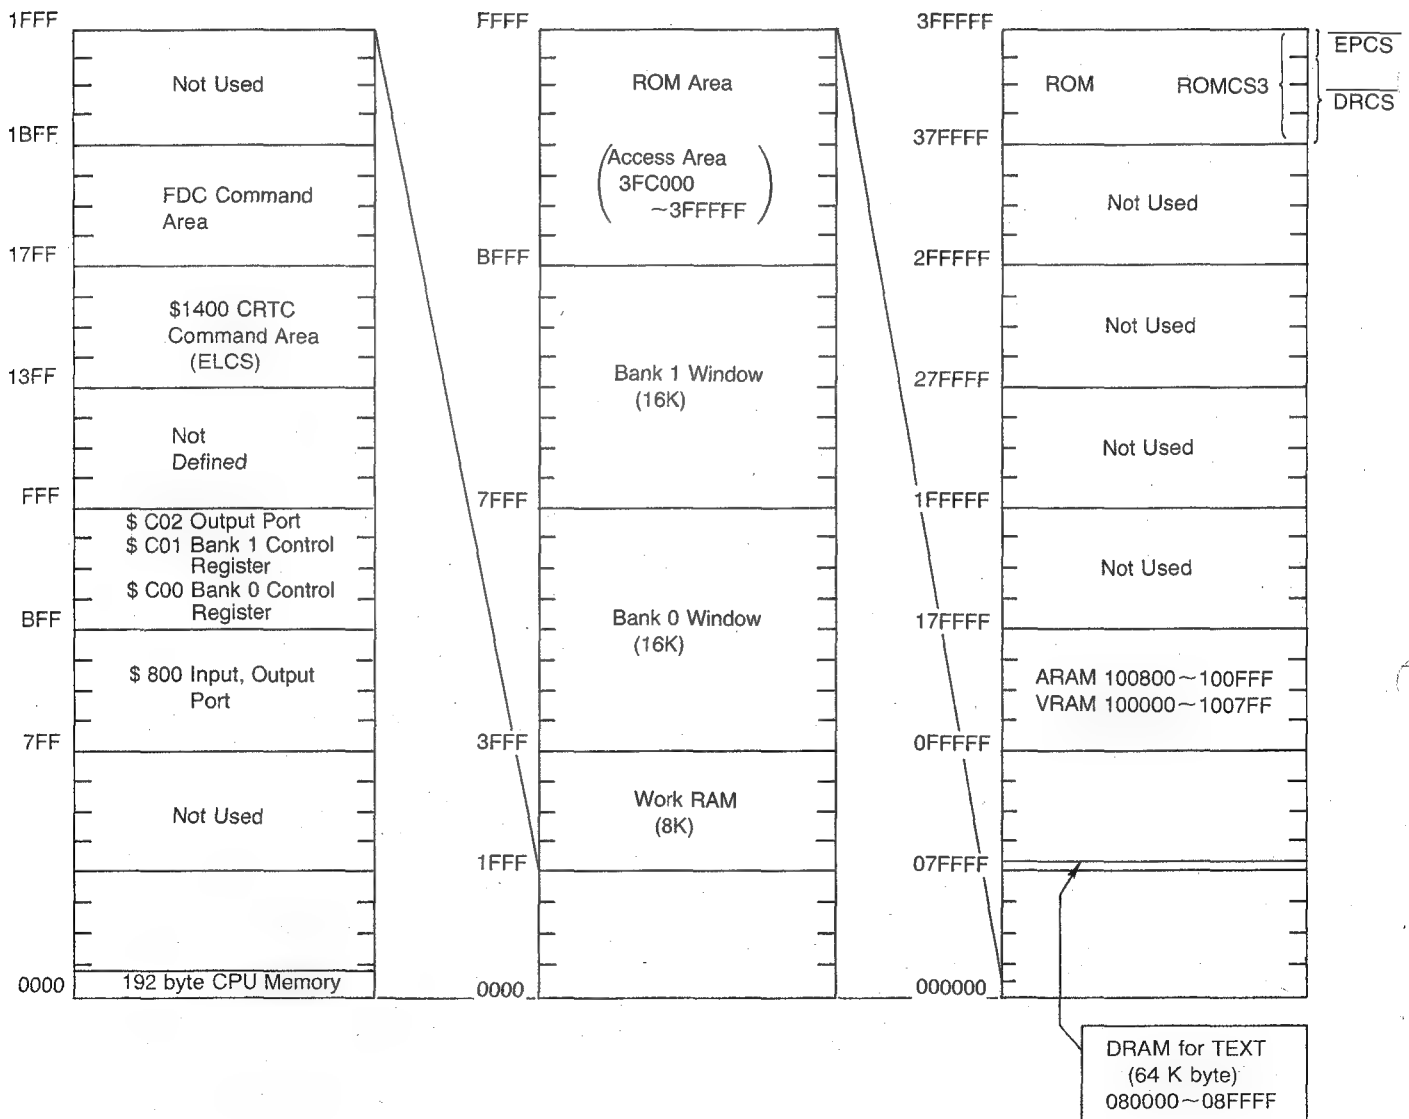 1FFF
Not Used
1BFF
FDC Command
Area
17FF
$1400 CRTC
Command Area
(ELCS)
13FF
Not
Defined
FFF
$ C02 Output Port
$ C01 Bank 1 Control
Register
$ C00 Bank 0 Control
Register
BFF
$ 800 Input, Output
Port
7FF
Not Used
0000
192 byte CPU Memory
FFFF
ROM Area
(Access Area
3FC000
~3FFFFF)
BFFF
Bank 1 Window
(16K)
7FFF
Bank 0 Window
(16K)
3FFF
Work RAM
(8K)
1FFF
0000
3FFFFF
ROM ROMCS3
EPCS
DRCS
37FFFF
Not Used
2FFFFF
Not Used
27FFFF
Not Used
1FFFFF
Not Used
17FFFF
ARAM 100800~100FFF
VRAM 100000~1007FF
0FFFFF
07FFFF
000000
DRAM for TEXT
(64 K byte)
080000~08FFFF